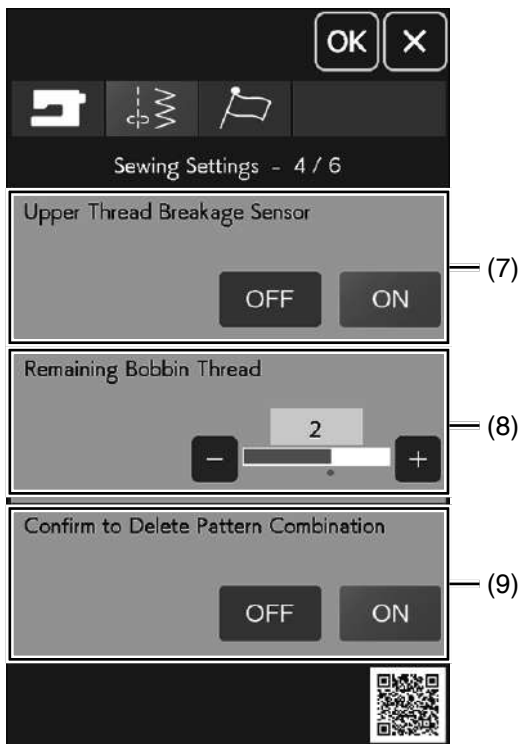 OK ×
Sewing Settings - 4 / 6
Upper Thread Breakage Sensor
OFF ON
(7)
Remaining Bobbin Thread
2
− +
(8)
Confirm to Delete Pattern Combination
OFF ON
(9)